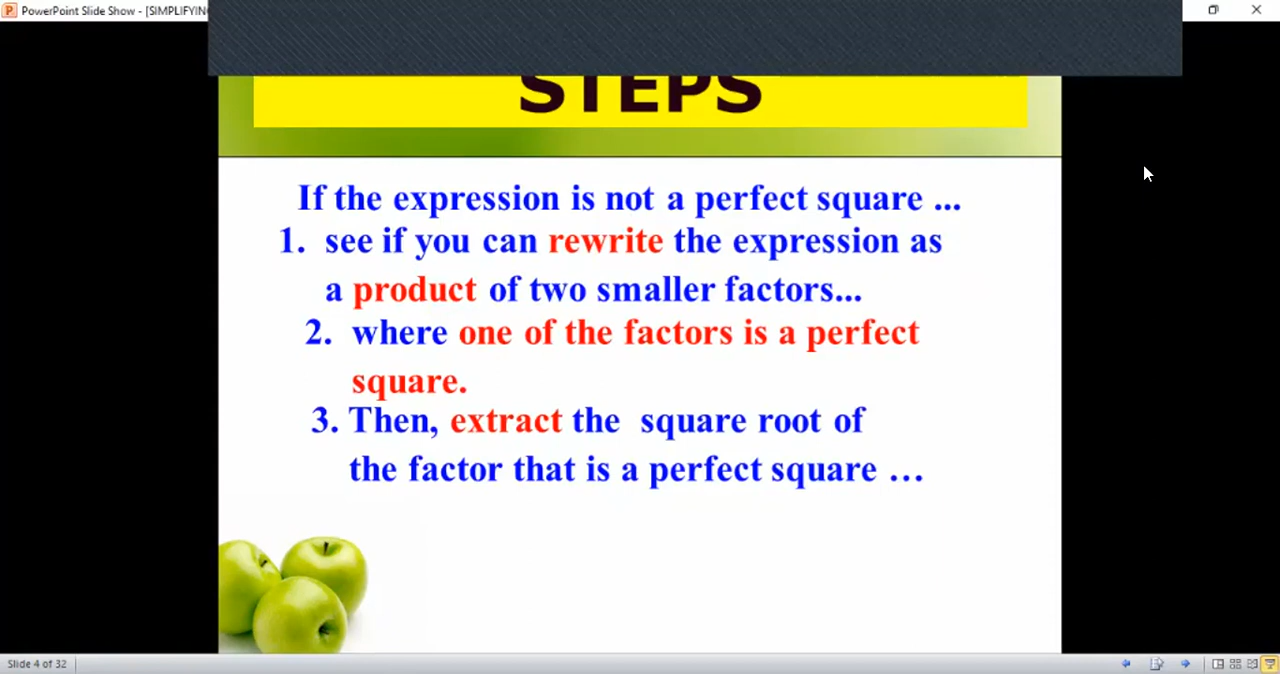 PowerPoint Slide Show - [SIMPLIFYING
STEPS
If the expression is not a perfect square ...
1. see if you can rewrite the expression as
a product of two smaller factors...
2. where one of the factors is a perfect
square.
3. Then, extract the square root of
the factor that is a perfect square …
Slide 4 of 32